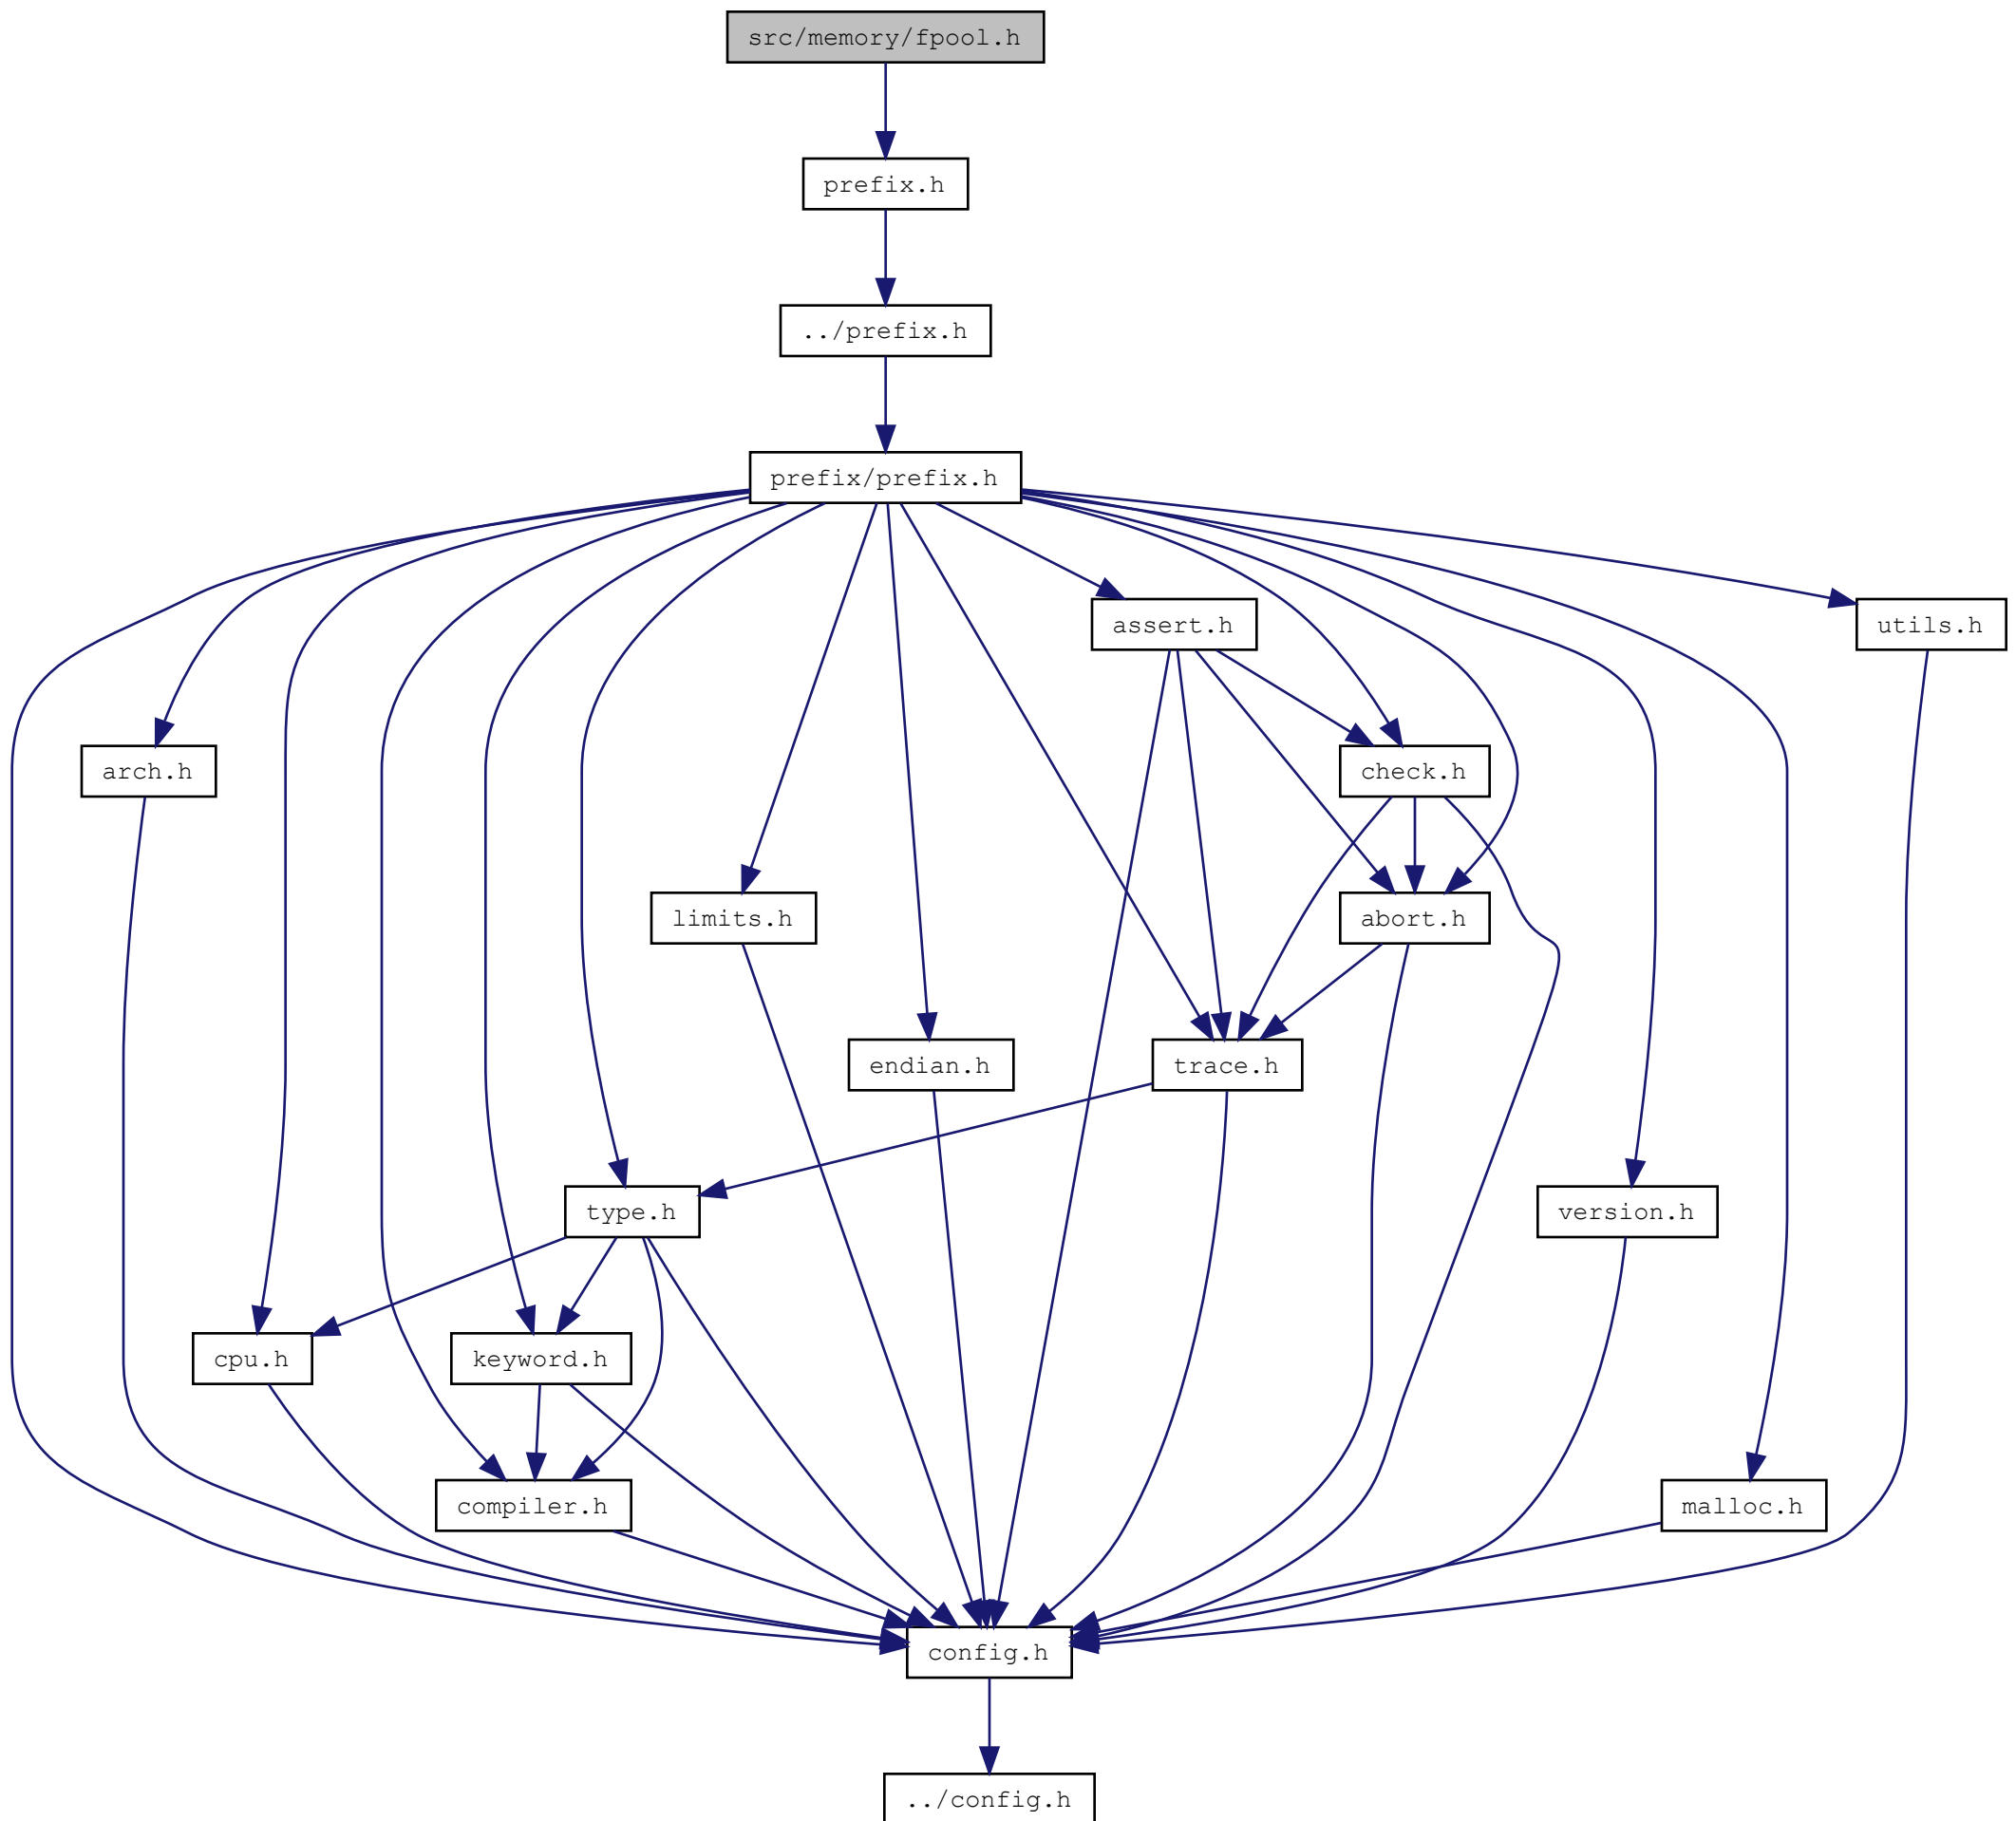 src/memory/fpool.h
prefix.h
../prefix.h
prefix/prefix.h
assert.h
utils.h
arch.h
check.h
limits.h
abort.h
endian.h
trace.h
type.h
version.h
cpu.h
keyword.h
compiler.h
malloc.h
config.h
../config.h